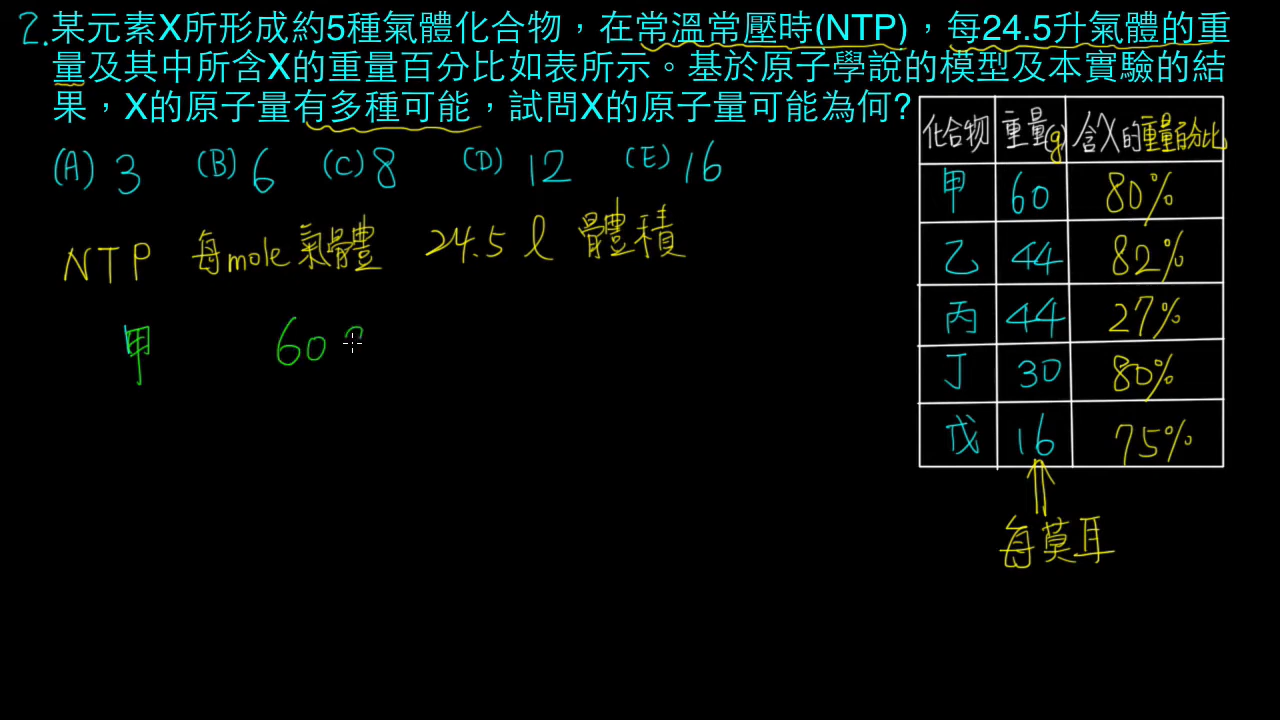 2. 某元素X所形成約5種氣體化合物，在常溫常壓時(NTP)，每24.5升氣體的重
量及其中所含X的重量百分比如表所示。基於原子學說的模型及本實驗的結
果，X的原子量有多種可能，試問X的原子量可能為何?
(A) 3 (B) 6 (C) 8 (D) 12 (E) 16
NTP 每mole氣體 24.5 l 體積
甲 60
化合物 重量(g) 含X的重量百分比
甲 60 80%
乙 44 82%
丙 44 27%
丁 30 80%
戊 16 75%
每莫耳